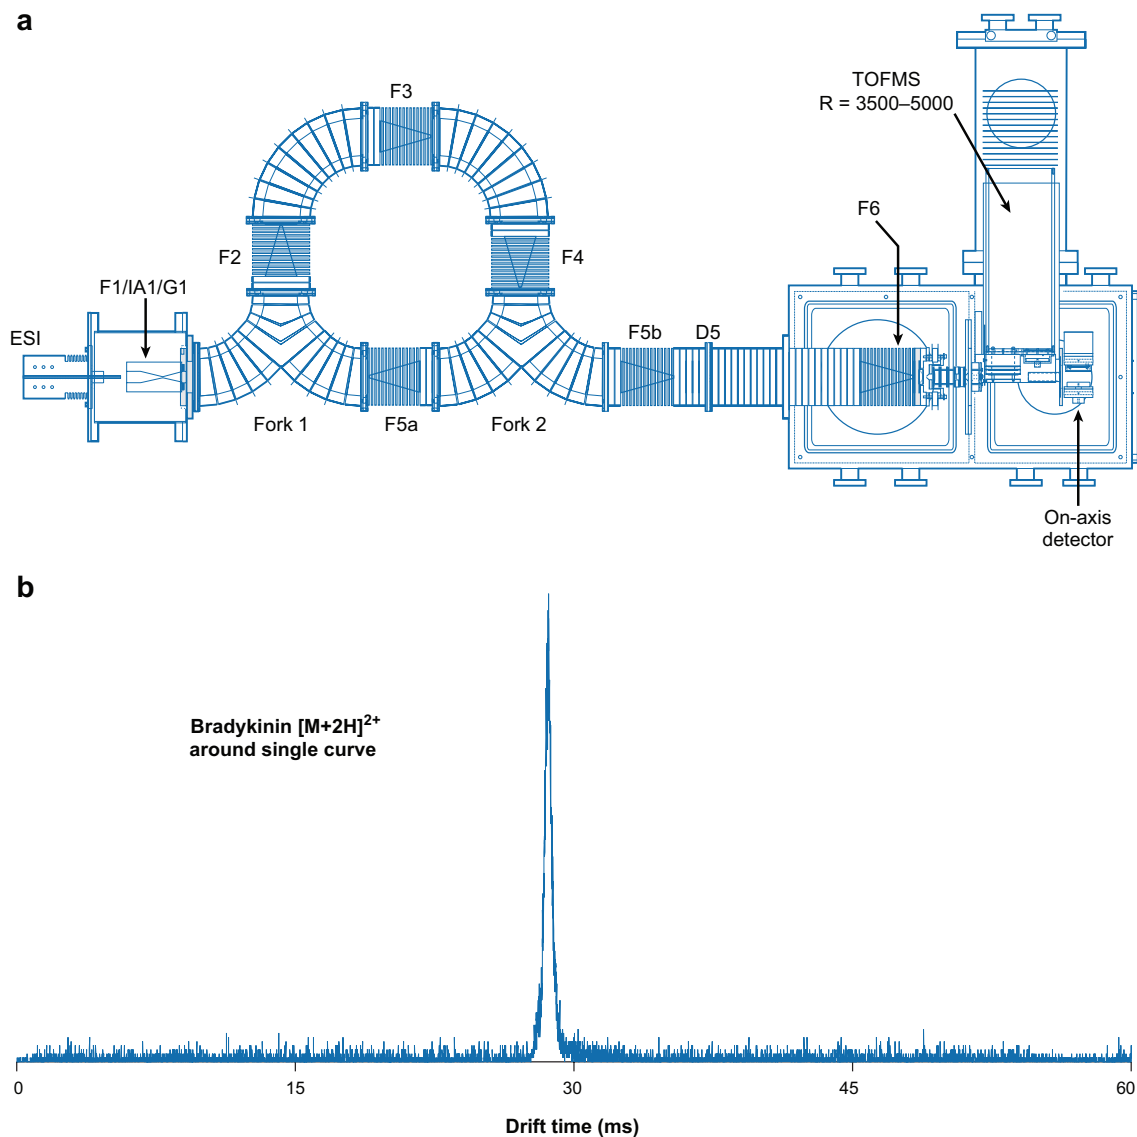 a
F3
TOFMS
R = 3500–5000
F6
F2
F4
F1/IA1/G1
ESI
F5b
D5
Fork 1
F5a
Fork 2
On-axis
detector
b
Bradykinin [M+2H]²⁺
around single curve
0
15
30
45
60
Drift time (ms)